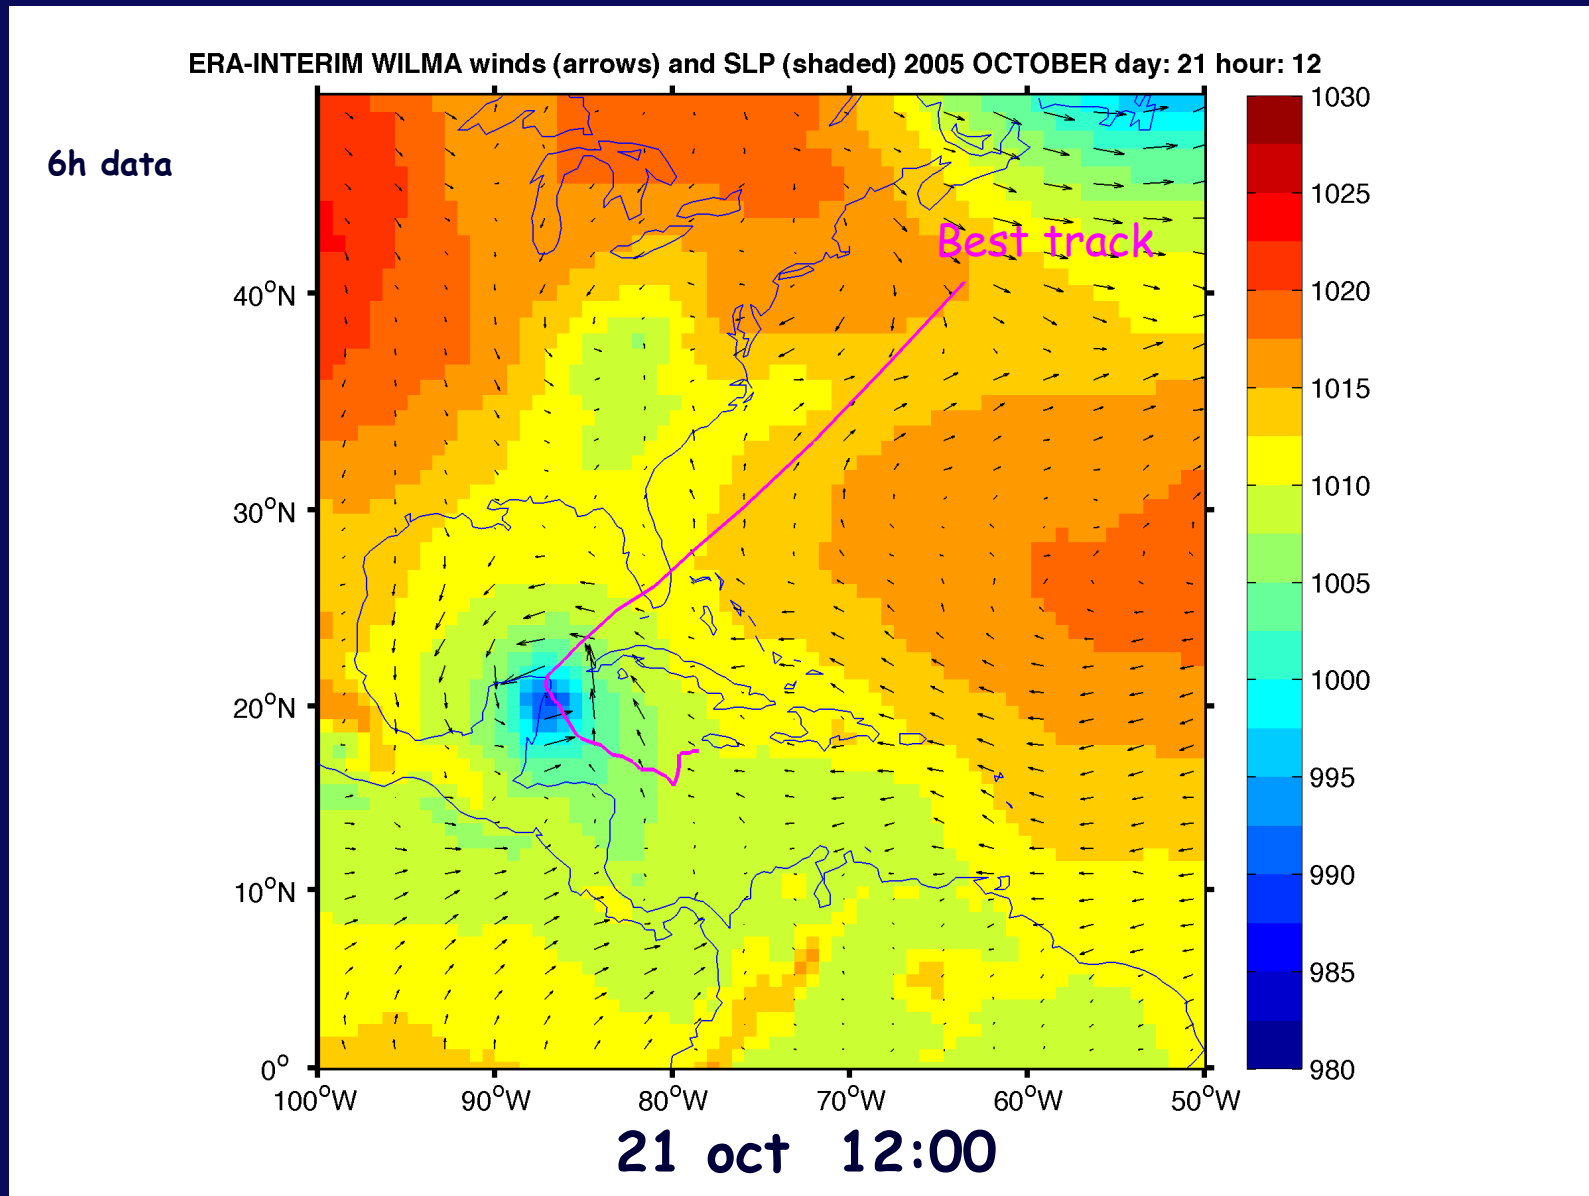 ERA-INTERIM WILMA winds (arrows) and SLP (shaded) 2005 OCTOBER day: 21 hour: 12
6h data
Best track
1030
1025
1020
1015
1010
1005
1000
995
990
985
980
40°N
30°N
20°N
10°N
0°
100°W 90°W 80°W 70°W 60°W 50°W
21 oct 12:00